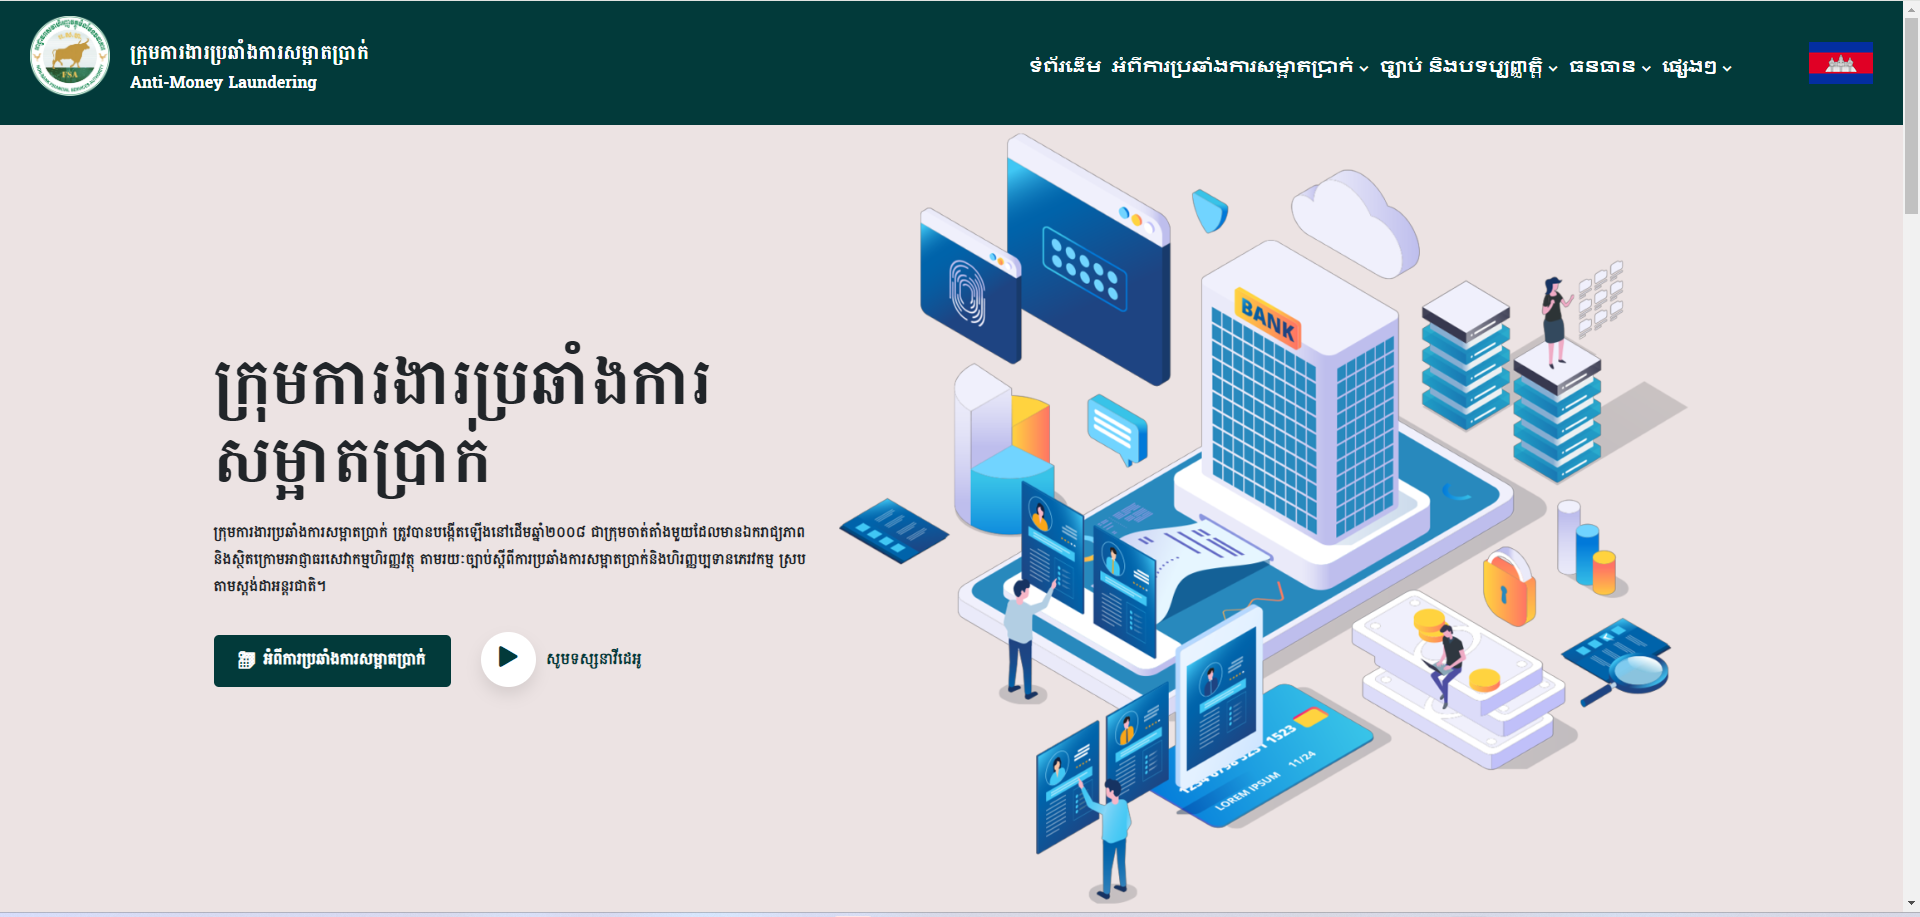 ក្រុមការងារប្រឆាំងការសម្អាតប្រាក់
Anti-Money Laundering
FSA
ទំព័រដើម អំពីការប្រឆាំងការសម្អាតប្រាក់ ច្បាប់ និងបទប្បញ្ញត្តិ ធនធាន ផ្សេងៗ
BANK
ក្រុមការងារប្រឆាំងការ
សម្អាតប្រាក់
ក្រុមការងារប្រឆាំងការសម្អាតប្រាក់ ត្រូវបានបង្កើតឡើងនៅដើមឆ្នាំ២០០៨ ជាក្រុមចាត់តាំងមួយដែលមានឯករាជ្យភាព
និងស្ថិតក្រោមអាជ្ញាធរសេវាកម្មហិរញ្ញវត្ថុ តាមរយៈច្បាប់ស្តីពីការប្រឆាំងការសម្អាតប្រាក់និងហិរញ្ញប្បទានភេរវកម្ម ស្រប
តាមស្តង់ដាអន្តរជាតិ។
អំពីការប្រឆាំងការសម្អាតប្រាក់
សូមទស្សនាវីដេអូ
1523
11/24
LOREM IPSUM